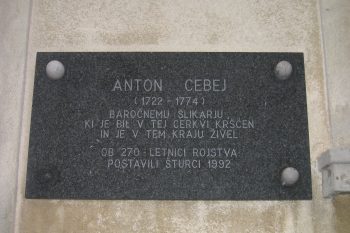 ANTON CEBEJ
(1722 - 1774)
BAROČNEMU SLIKARJU,
KI JE BIL V TEJ CERKVI KRŠČEN
IN JE V TEM KRAJU ŽIVEL
OB 270-LETNICI ROJSTVA
POSTAVILI ŠTURCI 1992